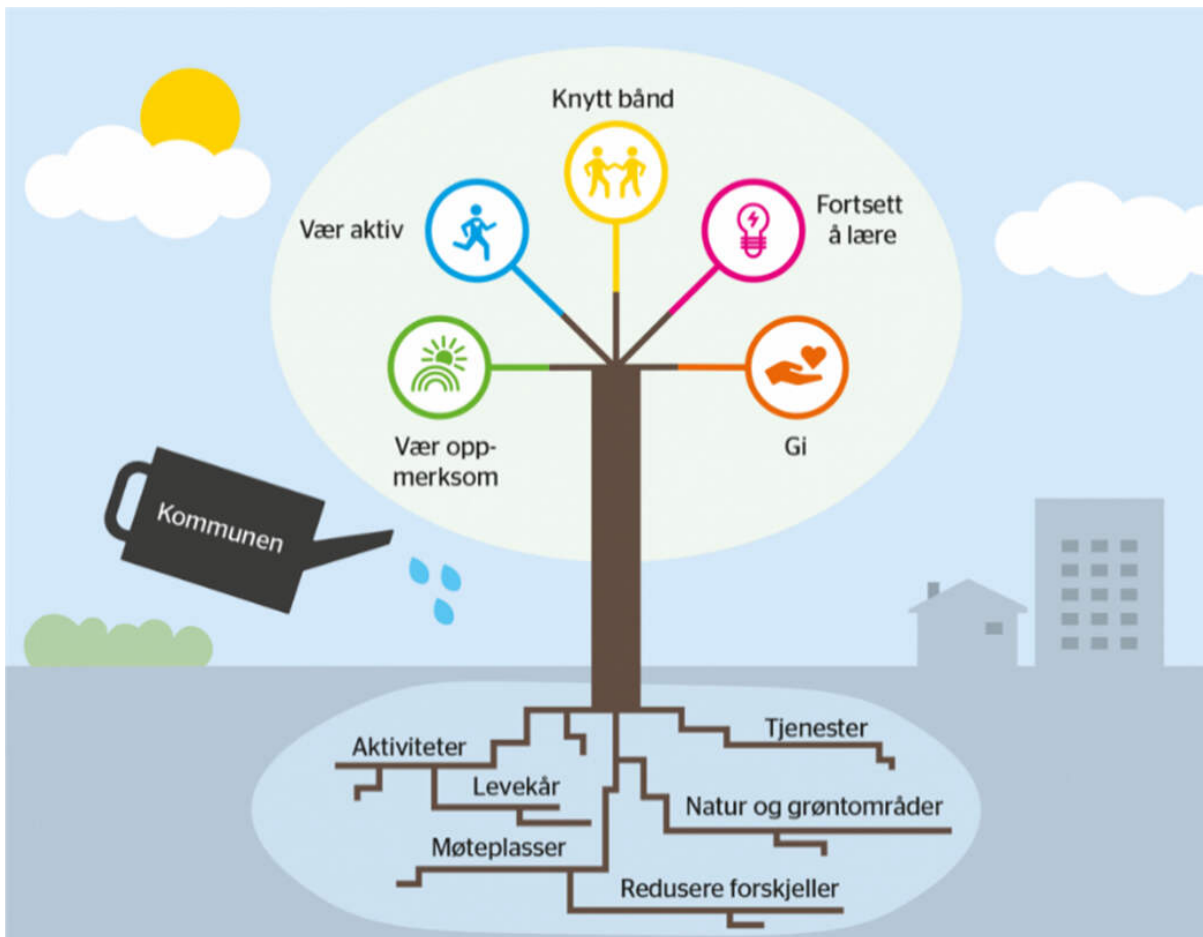 Knytt bånd
Vær aktiv
Fortsett
å lære
Vær opp-
merksom
Gi
Kommunen
Aktiviteter
Tjenester
Levekår
Natur og grøntområder
Møteplasser
Redusere forskjeller